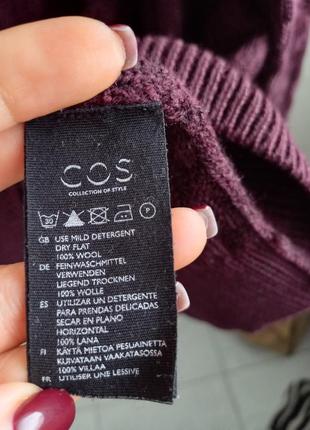 COS
COLLECTION OF STYLE
30 P
GB USE MILD DETERGENT
DRY FLAT
100% WOOL
DE FEINWASCHMITTEL
VERWENDEN
LIEGEND TROCKNEN
100% WOLLE
ES UTILIZAR UN DETERGENTE
PARA PRENDAS DELICADAS
SECAR EN PLANO
HORIZONTAL
100% LANA
FI KÄYTÄ MIETOA PESUAINETTA
KUIVATAAN VAAKATASOSSA
100% VILLAA
FR UTILISER UNE LESSIVE